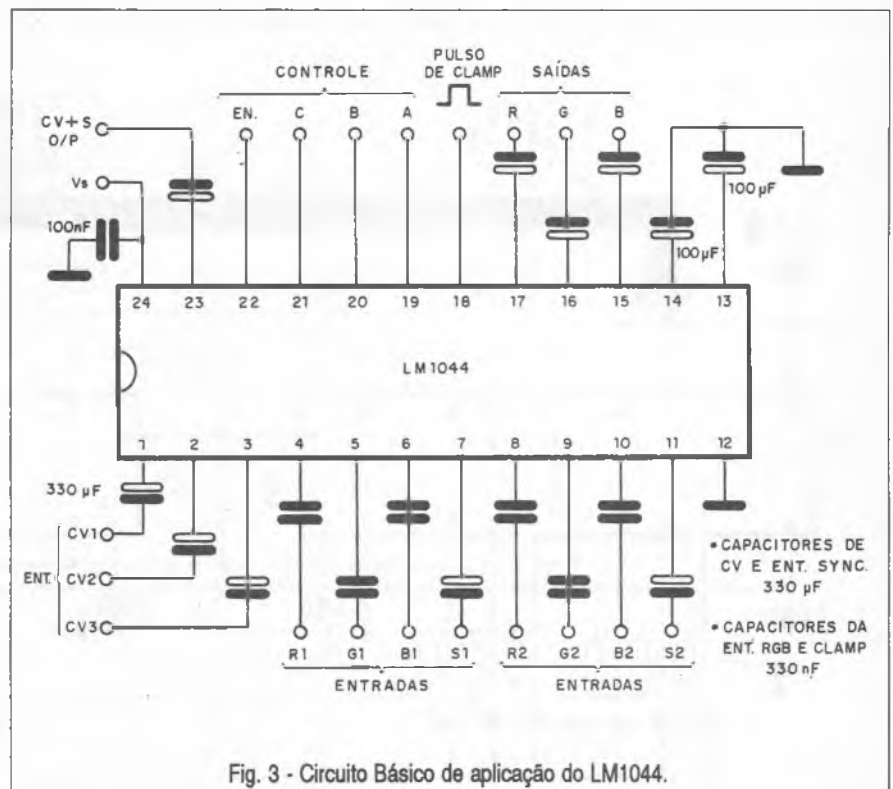 PULSO
CONTROLE DE CLAMP SAÍDAS
EN. C B A R G B
CV+S
O/P
Vs
100nF
100µF
100µF
24 23 22 21 20 19 18 17 16 15 14 13
LM1044
1 2 3 4 5 6 7 8 9 10 11 12
330 µF
CV1
ENT. CV2
CV3
• CAPACITORES DE
CV E ENT. SYNC.
330 µF
• CAPACITORES DA
ENT. RGB E CLAMP
330 nF
R1 G1 B1 S1 R2 G2 B2 S2
ENTRADAS ENTRADAS
Fig. 3 - Circuito Básico de aplicação do LM1044.